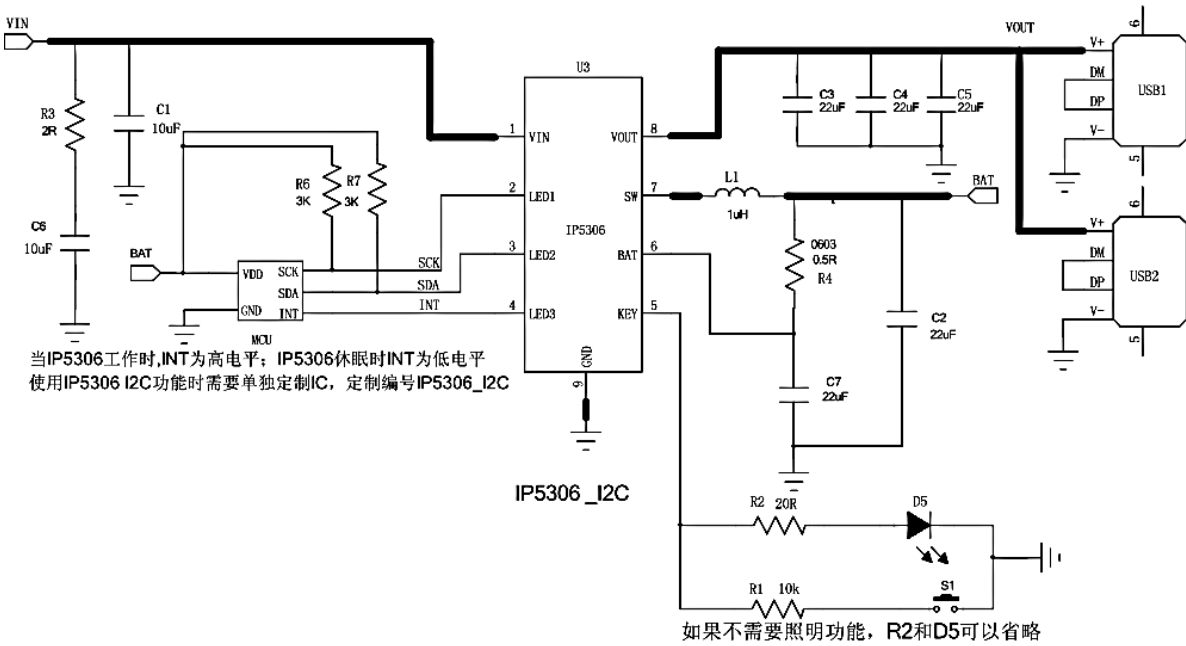 VIN
VOUT
U3
R3
2R
C1
10uF
C6
10uF
R6
3K
R7
3K
BAT
VDD
GND
SCK
SDA
INT
MCU
SCK
SDA
INT
1
VIN
2
LED1
3
LED2
4
LED3
IP5306
VOUT
8
SW
7
BAT
6
KEY
5
GND
9
C3
22uF
C4
22uF
C5
22uF
L1
1uH
BAT
0603
0.5R
R4
C2
22uF
C7
22uF
6
V+
DM
DP
V-
USB1
5
6
V+
DM
DP
V-
USB2
5
当IP5306工作时,INT为高电平；IP5306休眠时INT为低电平
使用IP5306 I2C功能时需要单独定制IC，定制编号IP5306_I2C
IP5306_I2C
R2
20R
D5
R1
10k
S1
如果不需要照明功能，R2和D5可以省略